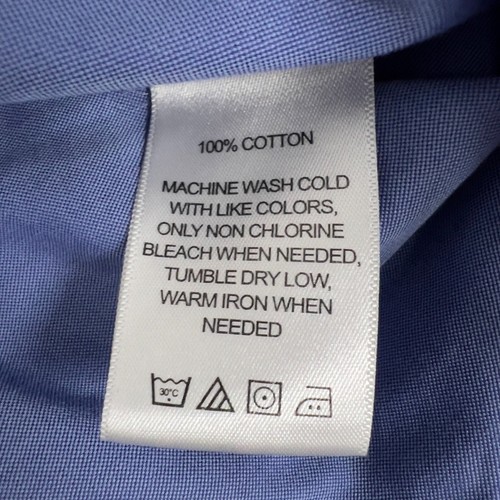 100% COTTON
MACHINE WASH COLD
WITH LIKE COLORS,
ONLY NON CHLORINE
BLEACH WHEN NEEDED,
TUMBLE DRY LOW,
WARM IRON WHEN
NEEDED
30°C